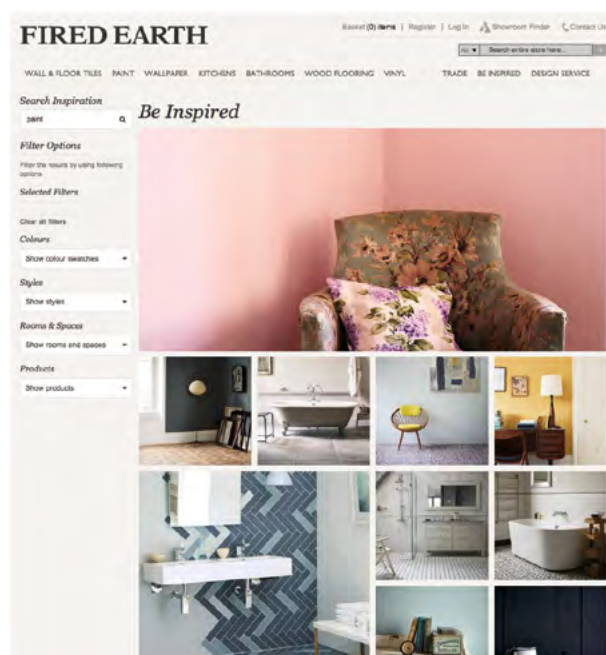 FIRED EARTH
Basket (0) items | Register | Log In Showroom Finder Contact Us
All Search entire store here...
WALL & FLOOR TILES PAINT WALLPAPER KITCHENS BATHROOMS WOOD FLOORING VINYL TRADE BE INSPIRED DESIGN SERVICE
Search Inspiration
paint
Be Inspired
Filter Options
Filter the results by using following
options
Selected Filters
Clear all filters
Colours
Show colour swatches
Styles
Show styles
Rooms & Spaces
Show rooms and spaces
Products
Show products